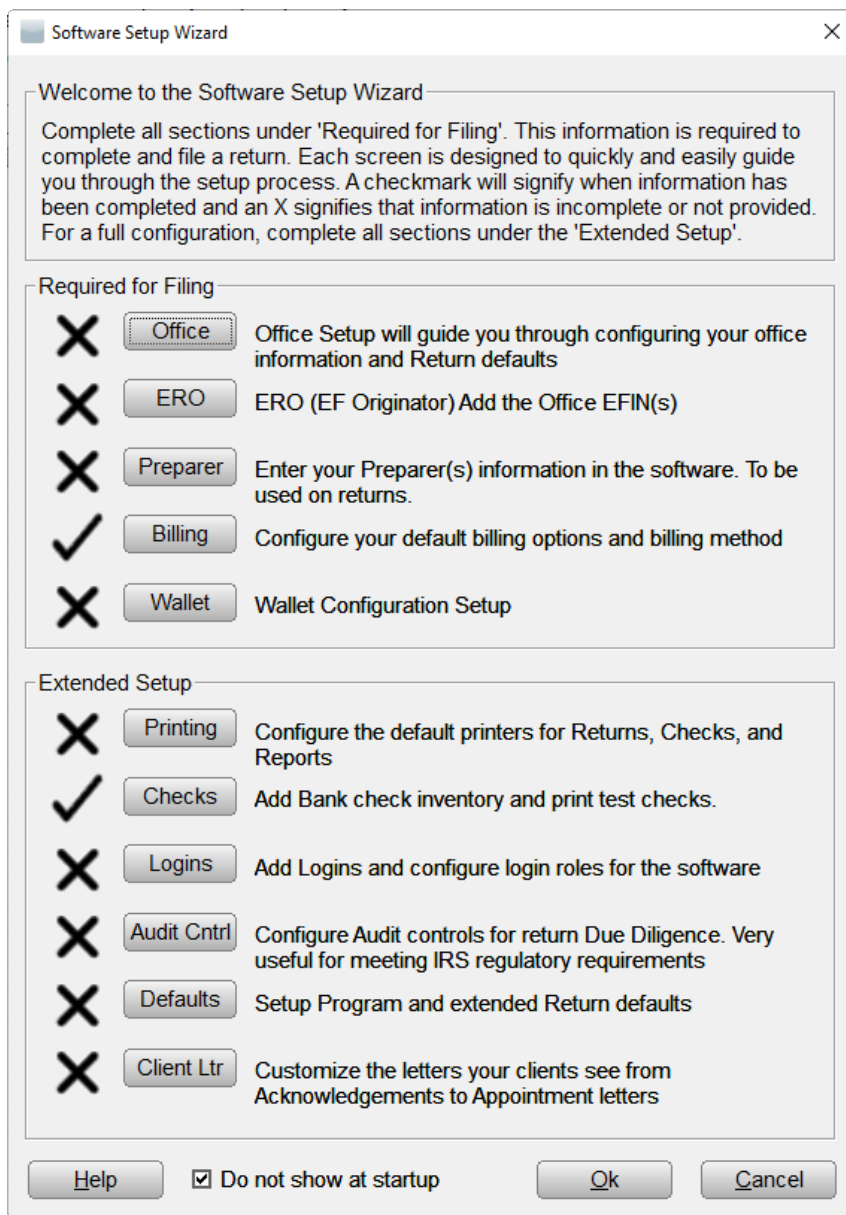 Software Setup Wizard
Welcome to the Software Setup Wizard
Complete all sections under 'Required for Filing'. This information is required to
complete and file a return. Each screen is designed to quickly and easily guide
you through the setup process. A checkmark will signify when information has
been completed and an X signifies that information is incomplete or not provided.
For a full configuration, complete all sections under the 'Extended Setup'.
Required for Filing
Office
Office Setup will guide you through configuring your office
information and Return defaults
ERO
ERO (EF Originator) Add the Office EFIN(s)
Preparer
Enter your Preparer(s) information in the software. To be
used on returns.
Billing
Configure your default billing options and billing method
Wallet
Wallet Configuration Setup
Extended Setup
Printing
Configure the default printers for Returns, Checks, and
Reports
Checks
Add Bank check inventory and print test checks.
Logins
Add Logins and configure login roles for the software
Audit Cntrl
Configure Audit controls for return Due Diligence. Very
useful for meeting IRS regulatory requirements
Defaults
Setup Program and extended Return defaults
Client Ltr
Customize the letters your clients see from
Acknowledgements to Appointment letters
Help
Do not show at startup
Ok
Cancel